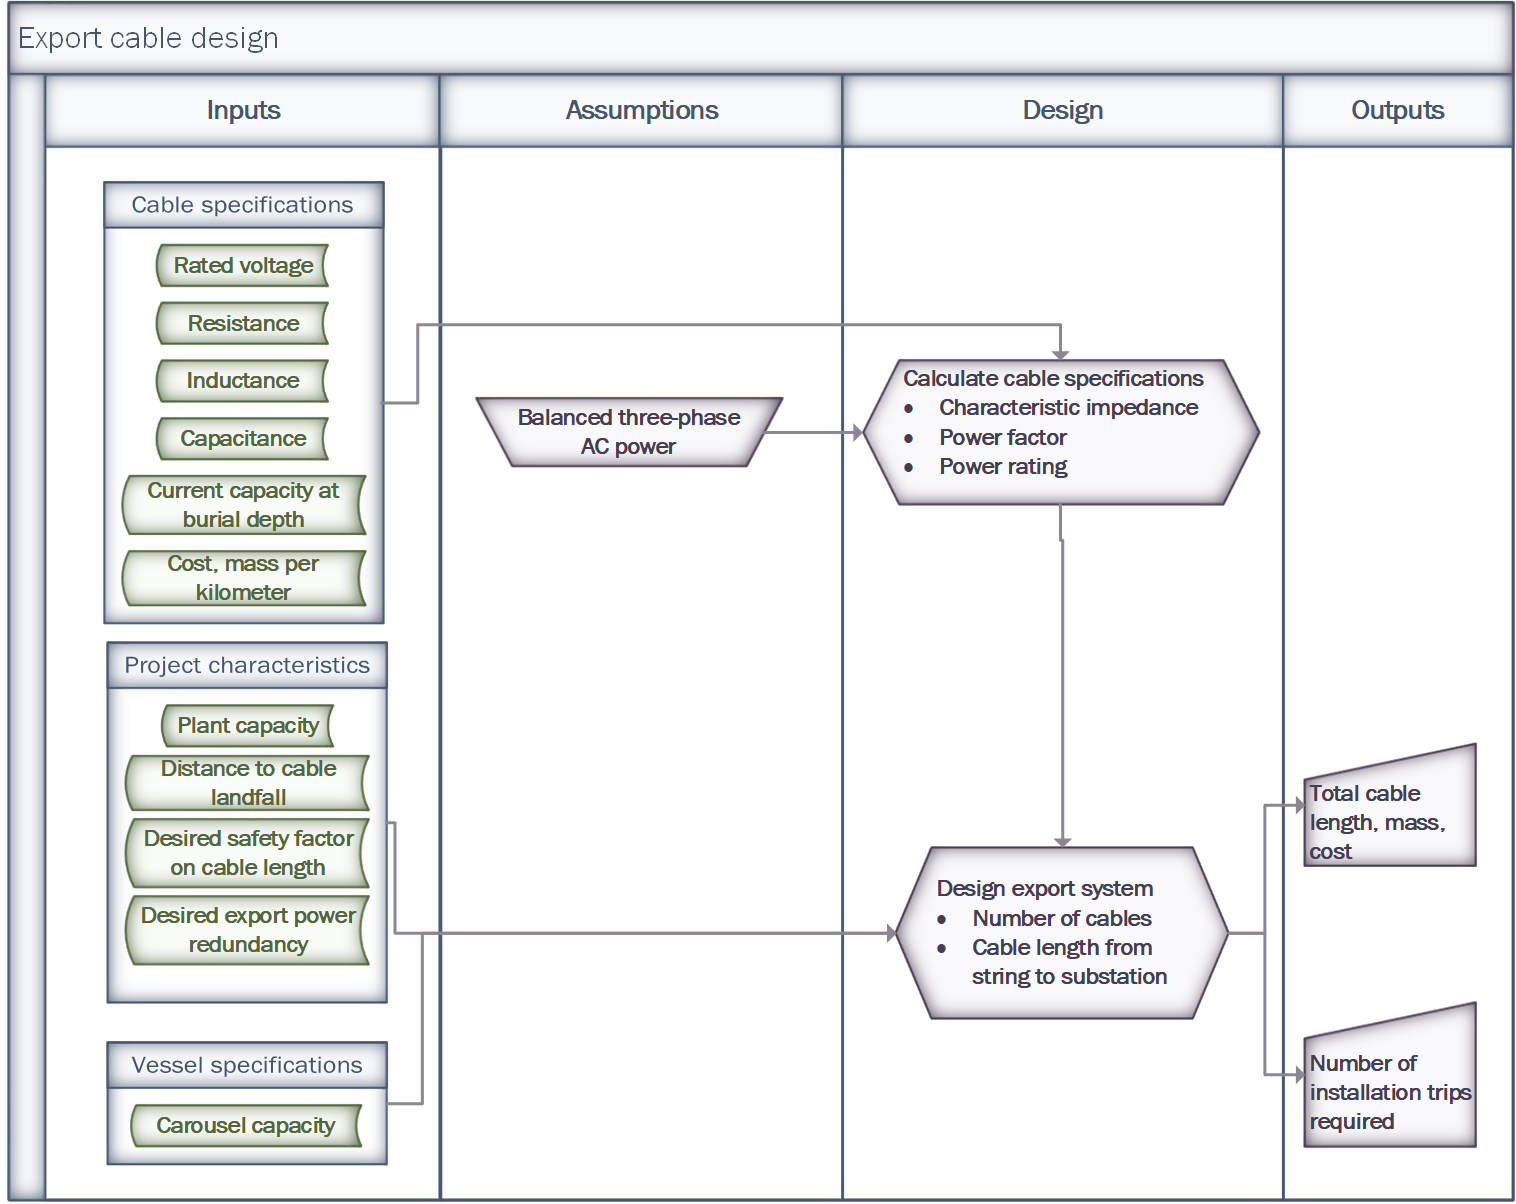 Export cable design
Inputs
Assumptions
Design
Outputs
Cable specifications
Rated voltage
Resistance
Inductance
Capacitance
Current capacity at
burial depth
Cost, mass per
kilometer
Project characteristics
Plant capacity
Distance to cable
landfall
Desired safety factor
on cable length
Desired export power
redundancy
Vessel specifications
Carousel capacity
Balanced three-phase
AC power
Calculate cable specifications
• Characteristic impedance
• Power factor
• Power rating
Design export system
• Number of cables
• Cable length from
string to substation
Total cable
length, mass,
cost
Number of
installation trips
required